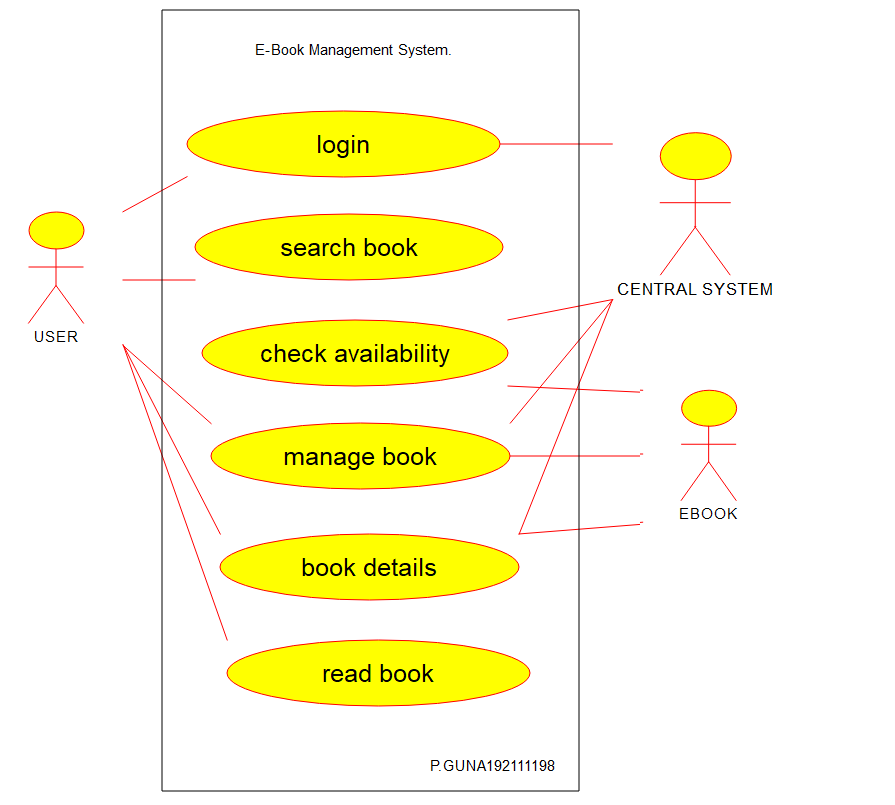 E-Book Management System.
login
search book
check availability
manage book
book details
read book
USER
CENTRAL SYSTEM
EBOOK
P.GUNA192111198